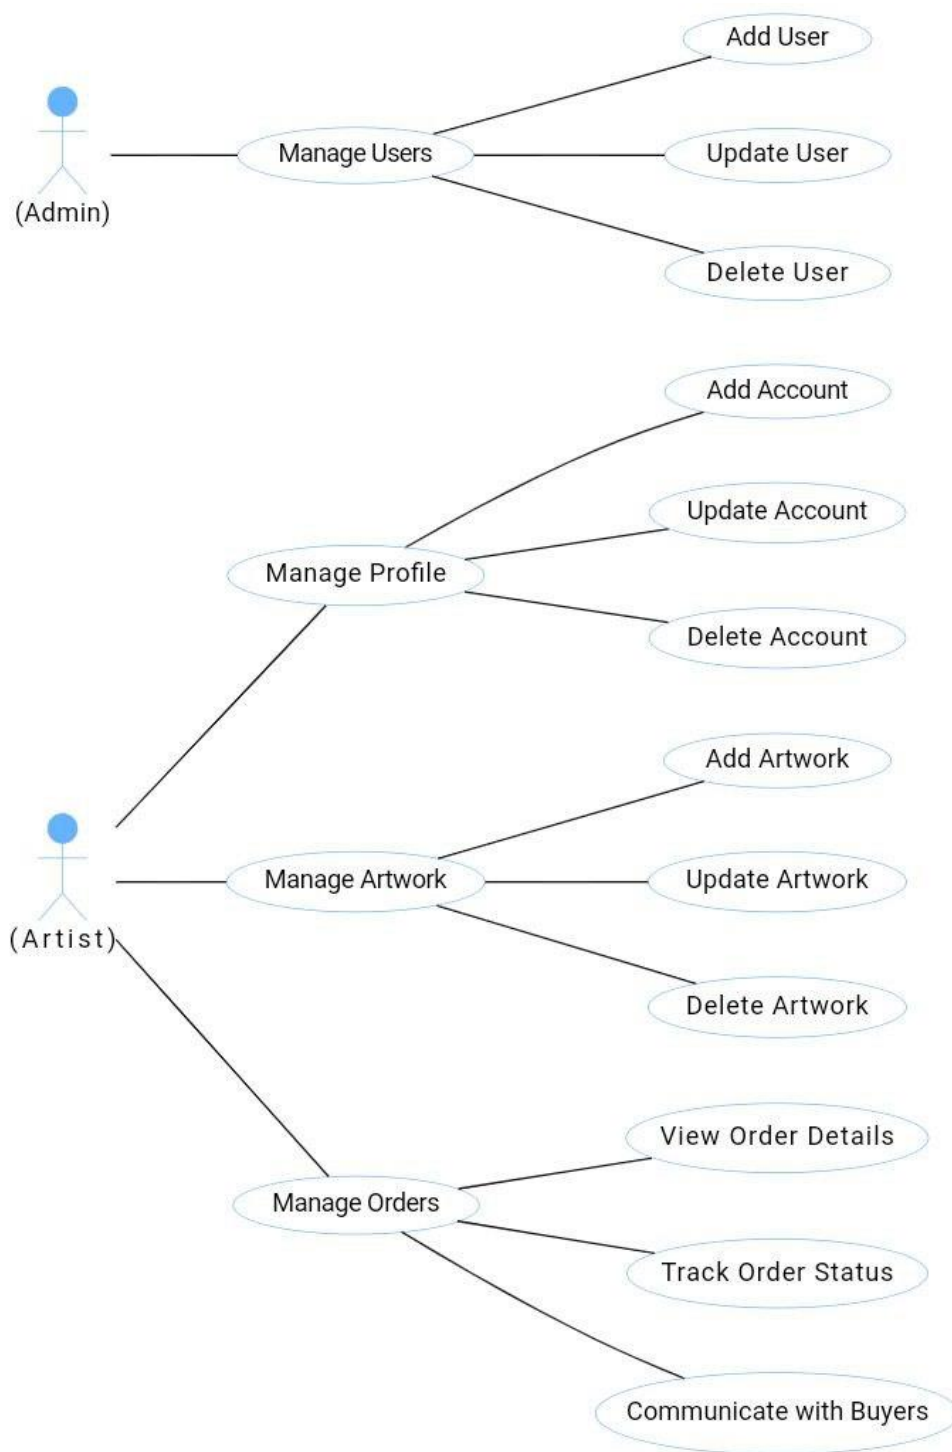 Add User
Manage Users
Update User
(Admin)
Delete User
Add Account
Update Account
Manage Profile
Delete Account
Add Artwork
Manage Artwork
Update Artwork
(Artist)
Delete Artwork
View Order Details
Manage Orders
Track Order Status
Communicate with Buyers